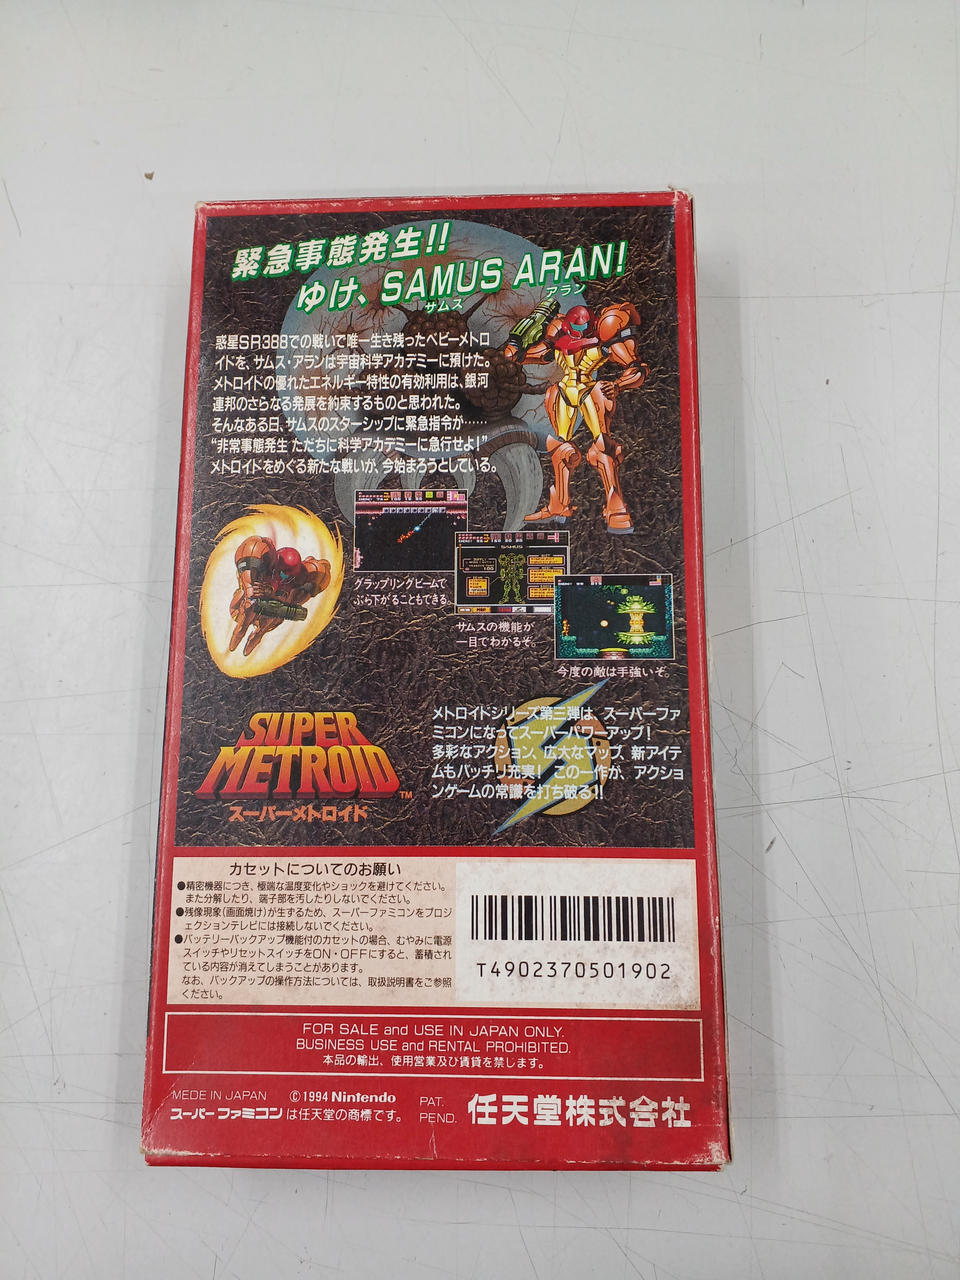 緊急事態発生!!
ゆけ、SAMUS ARAN!
サムス アラン
惑星SR388での戦いで唯一生き残ったベビーメトロ
イドを、サムス・アランは宇宙科学アカデミーに預けた。
メトロイドの優れたエネルギー特性の有効利用は、銀河
連邦のさらなる発展を約束するものと思われた。
そんなある日、サムスのスターシップに緊急指令が……
“非常事態発生 ただちに科学アカデミーに急行せよ!”
メトロイドをめぐる新たな戦いが、今始まろうとしている。
グラップリングビームで
ぶら下がることもできる。
SAMUS
サムスの機能が
一目でわかるぞ。
今度の敵は手強いぞ。
SUPER
METROID
TM
スーパーメトロイド
メトロイドシリーズ第三弾は、スーパーファ
ミコンになってスーパーパワーアップ!
多彩なアクション、広大なマップ、新アイテ
ムもバッチリ充実! この一作が、アクショ
ンゲームの常識を打ち破る!!
カセットについてのお願い
●精密機器につき、極端な温度変化やショックを避けてください。
また分解したり、端子部を汚したりしないでください。
●残像現象(画面焼け)が生ずるため、スーパーファミコンをプロジ
ェクションテレビには接続しないでください。
●バッテリーバックアップ機能付のカセットの場合、むやみに電源
スイッチやリセットスイッチをON・OFFにすると、蓄積され
ている内容が消えてしまうことがあります。
なお、バックアップの操作方法については、取扱説明書をご参照
ください。
T4902370501902
FOR SALE and USE IN JAPAN ONLY.
BUSINESS USE and RENTAL PROHIBITED.
本品の輸出、使用営業及び賃貸を禁じます。
MEDE IN JAPAN ©1994 Nintendo
スーパーファミコンは任天堂の商標です。
PAT.
PEND.
任天堂株式会社